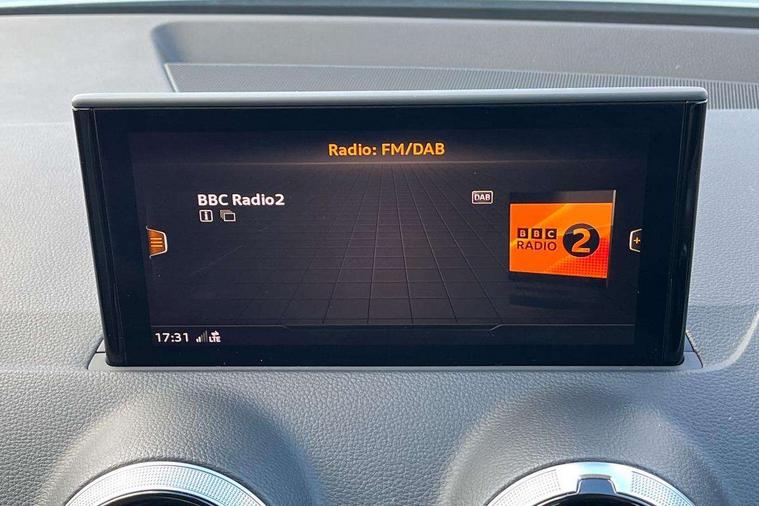 Radio: FM/DAB
BBC Radio2
DAB
BBC
RADIO 2
17:31 LTE